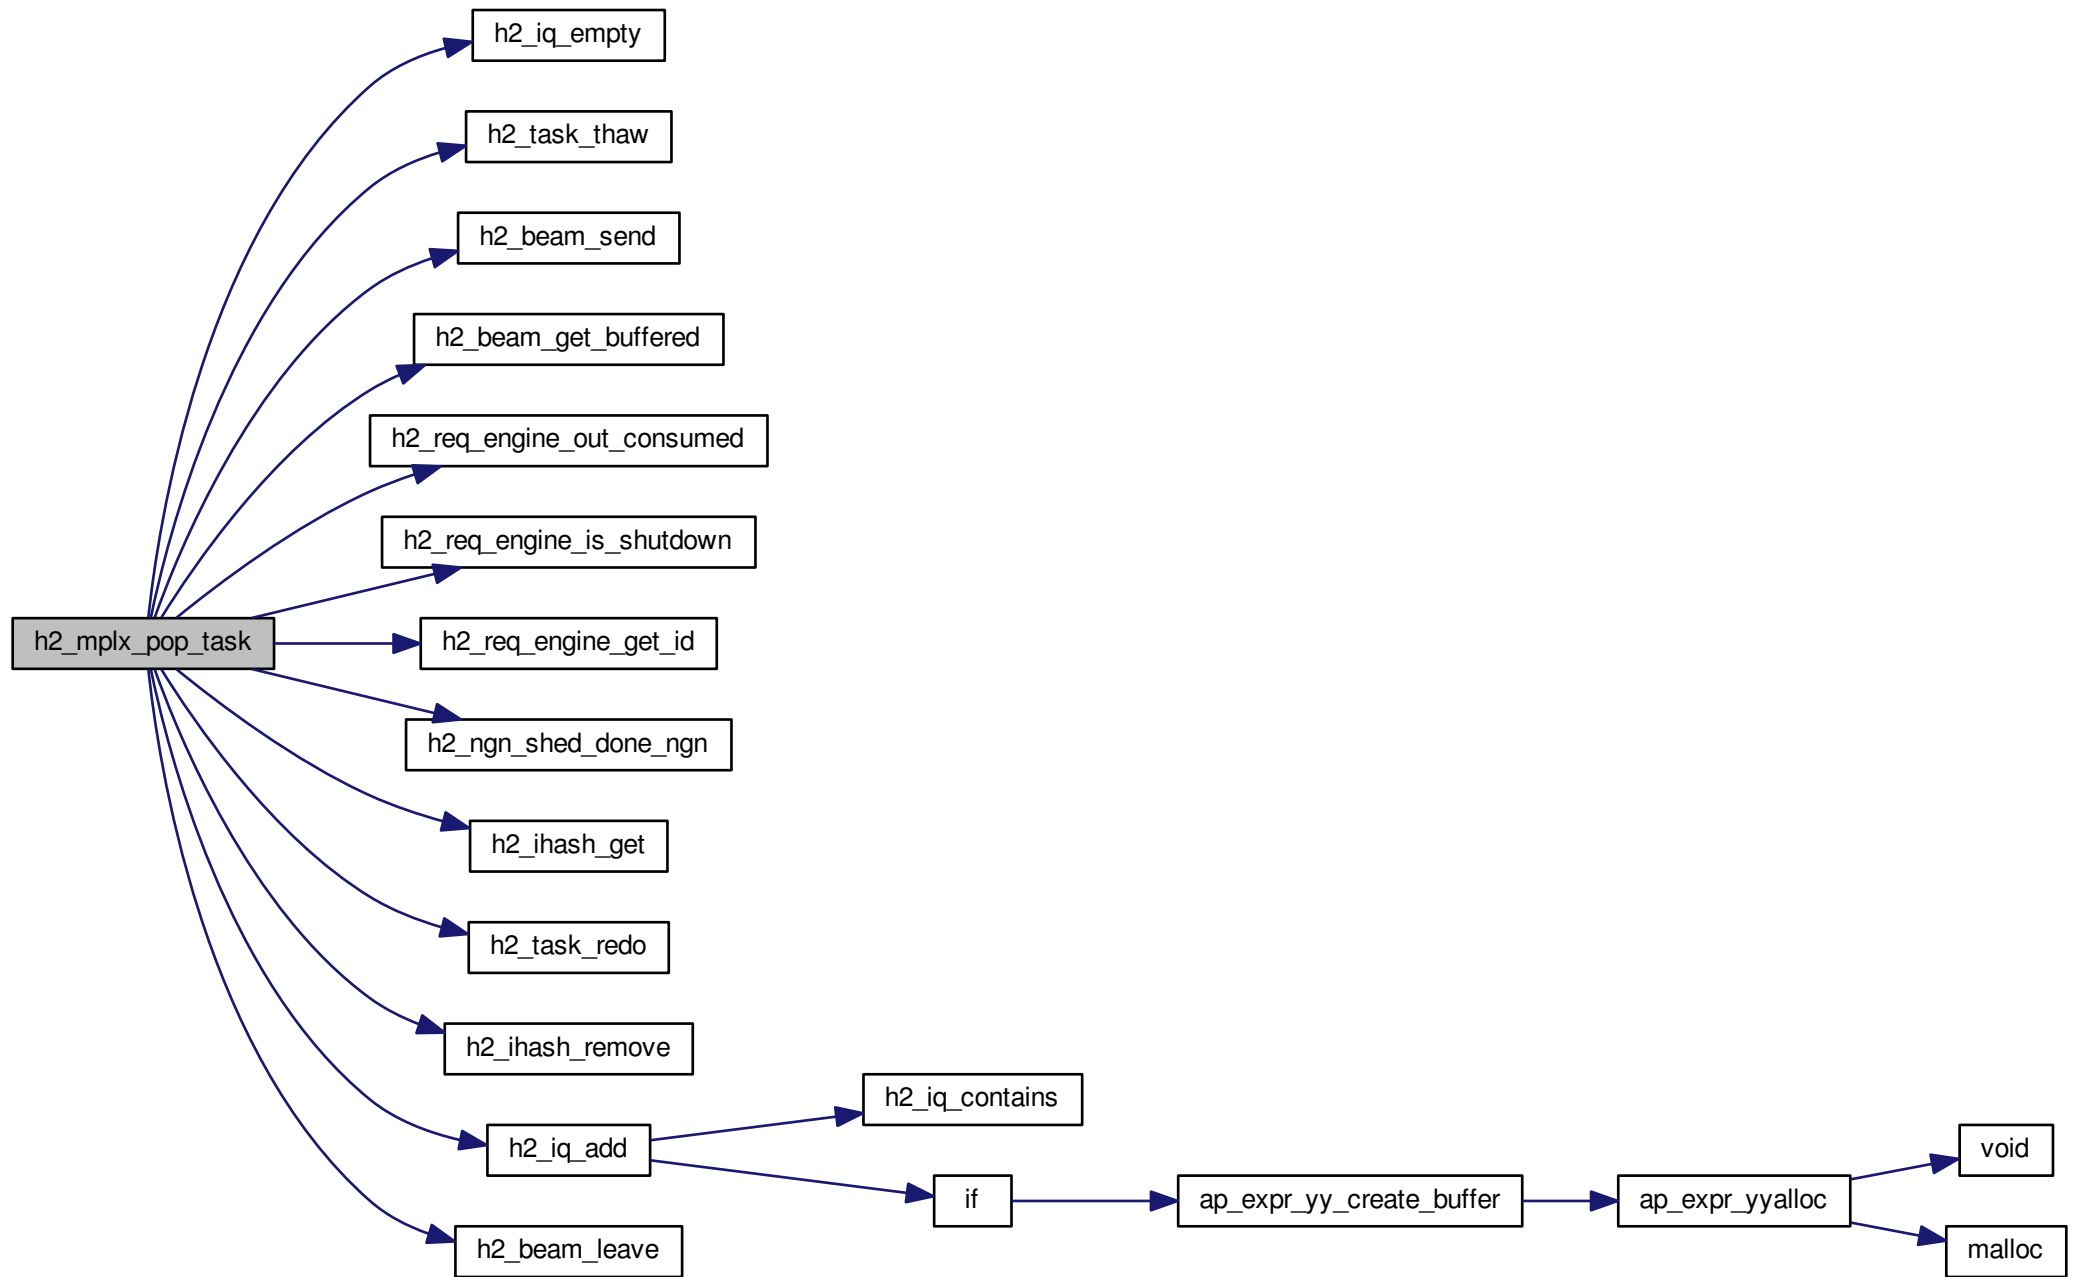 h2_iq_empty
h2_task_thaw
h2_beam_send
h2_beam_get_buffered
h2_req_engine_out_consumed
h2_req_engine_is_shutdown
h2_mplx_pop_task
h2_req_engine_get_id
h2_ngn_shed_done_ngn
h2_ihash_get
h2_task_redo
h2_ihash_remove
h2_iq_contains
h2_iq_add
void
if
ap_expr_yy_create_buffer
ap_expr_yyalloc
h2_beam_leave
malloc